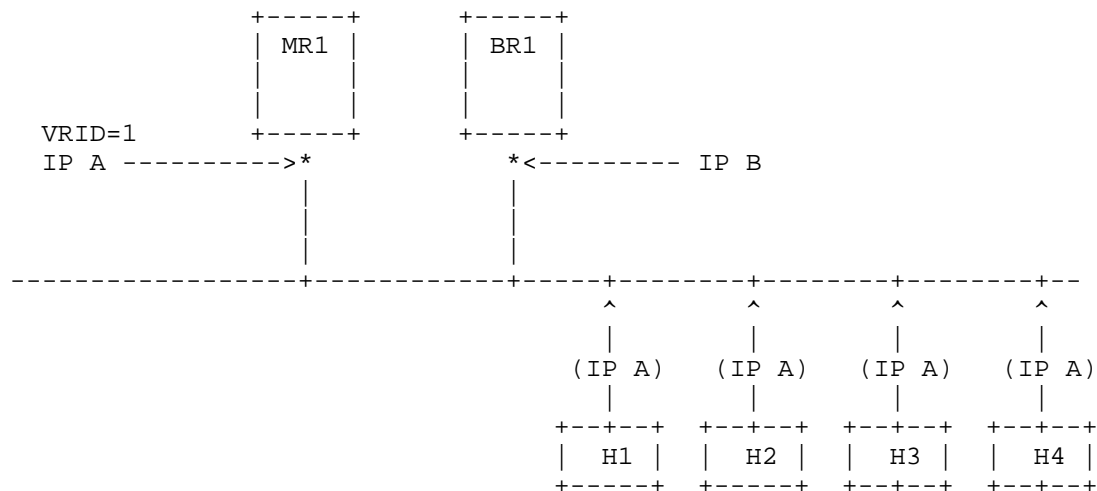 MR1 BR1
VRID=1
IP A IP B
(IP A) (IP A) (IP A) (IP A)
H1 H2 H3 H4